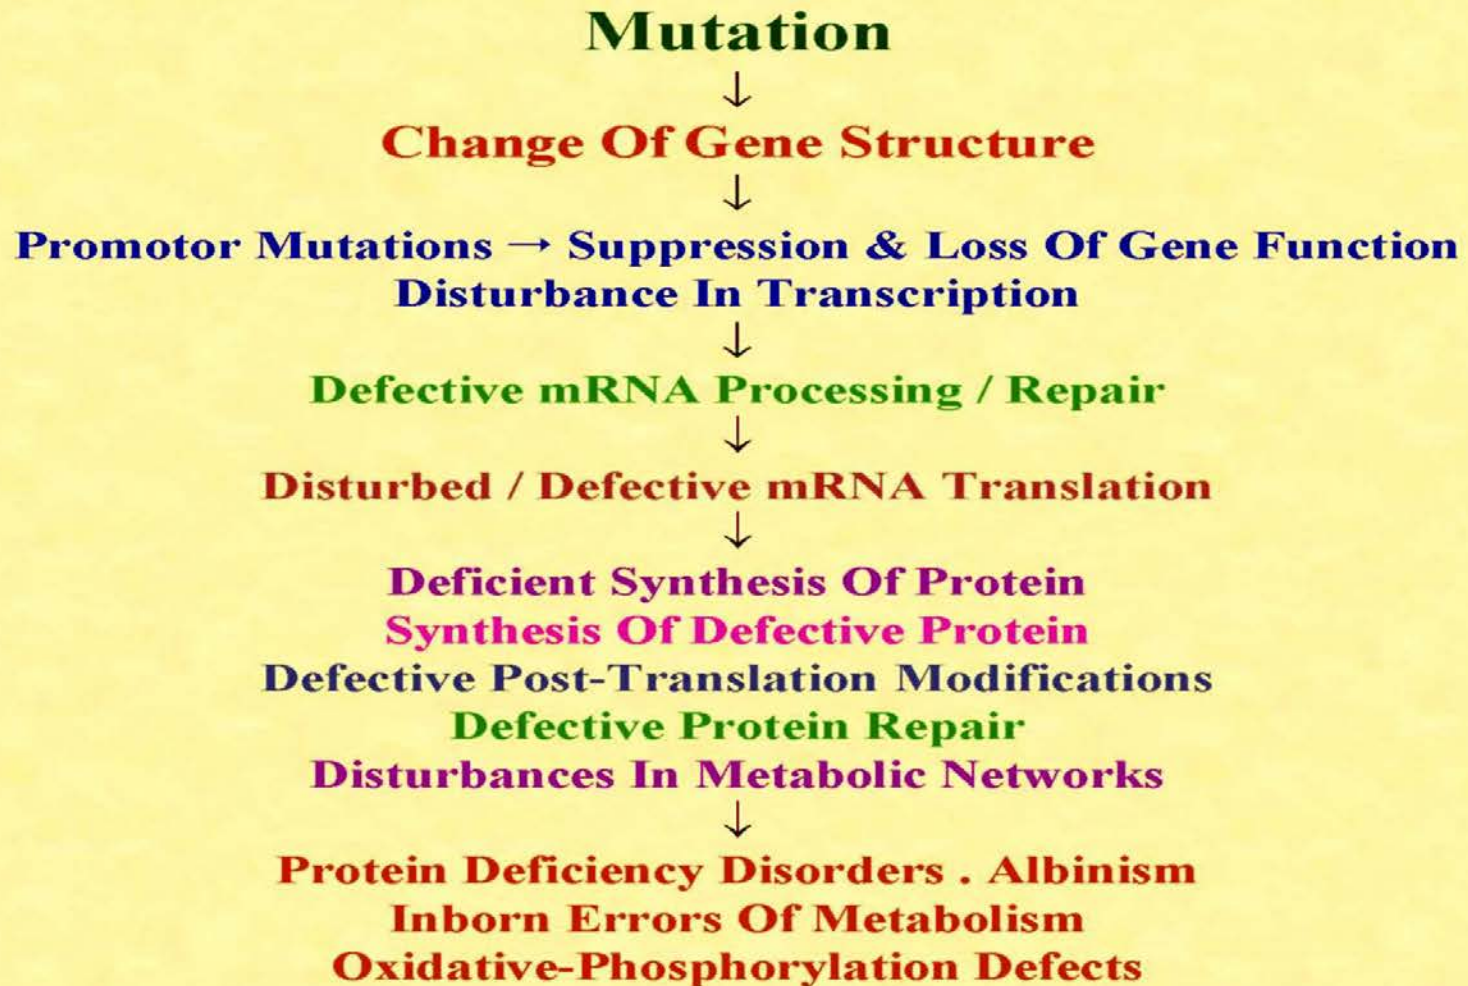 Mutation
↓
Change Of Gene Structure
↓
Promotor Mutations → Suppression & Loss Of Gene Function
Disturbance In Transcription
↓
Defective mRNA Processing / Repair
↓
Disturbed / Defective mRNA Translation
↓
Deficient Synthesis Of Protein
Synthesis Of Defective Protein
Defective Post-Translation Modifications
Defective Protein Repair
Disturbances In Metabolic Networks
↓
Protein Deficiency Disorders . Albinism
Inborn Errors Of Metabolism
Oxidative-Phosphorylation Defects